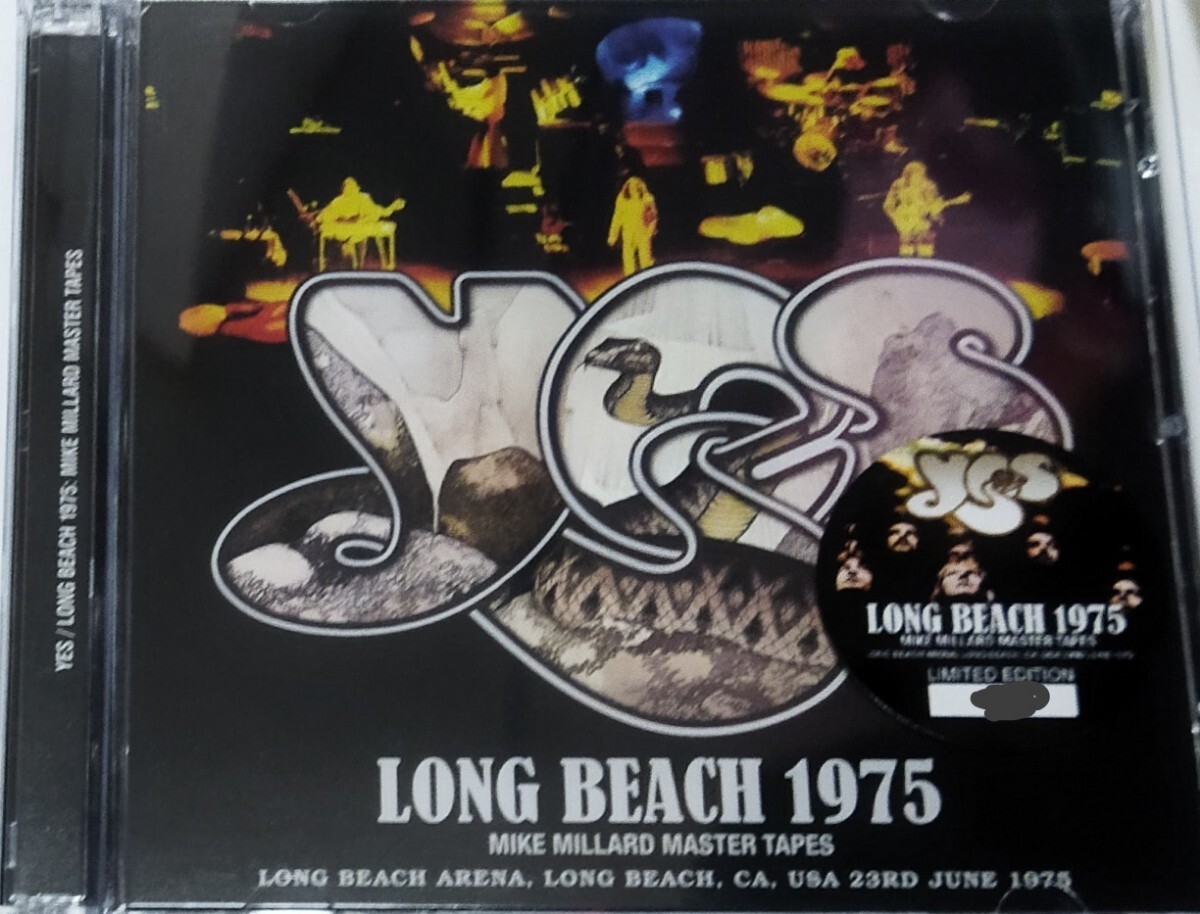 YES / LONG BEACH 1975: MIKE MILLARD MASTER TAPES
YES
YES
LONG BEACH 1975
MIKE MILLARD MASTER TAPES
LIMITED EDITION
LONG BEACH 1975
MIKE MILLARD MASTER TAPES
LONG BEACH ARENA, LONG BEACH, CA, USA 23RD JUNE 1975